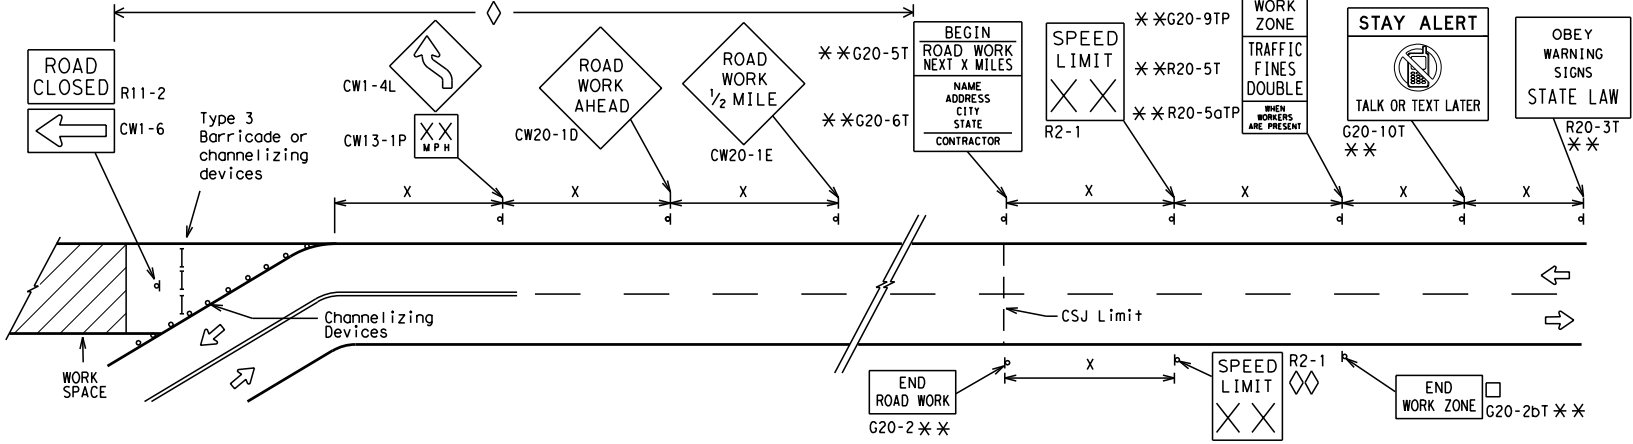 ◇
ROAD
CLOSED
R11-2
CW1-6
Type 3
Barricade or
channelizing
devices
CW1-4L
XX
MPH
CW13-1P
ROAD
WORK
AHEAD
CW20-1D
ROAD
WORK
1/2 MILE
CW20-1E
**G20-5T
**G20-6T
BEGIN
ROAD WORK
NEXT X MILES
NAME
ADDRESS
CITY
STATE
CONTRACTOR
SPEED
LIMIT
X X
R2-1
**G20-9TP
**R20-5T
**R20-5aTP
WORK
ZONE
TRAFFIC
FINES
DOUBLE
WHEN
WORKERS
ARE PRESENT
STAY ALERT
TALK OR TEXT LATER
G20-10T
**
OBEY
WARNING
SIGNS
STATE LAW
R20-3T
**
X
X
X
X
X
X
X
Channelizing
Devices
CSJ Limit
WORK
SPACE
END
ROAD WORK
G20-2 **
X
SPEED
LIMIT
X X
R2-1
◇◇
END
WORK ZONE
□
G20-2bT **